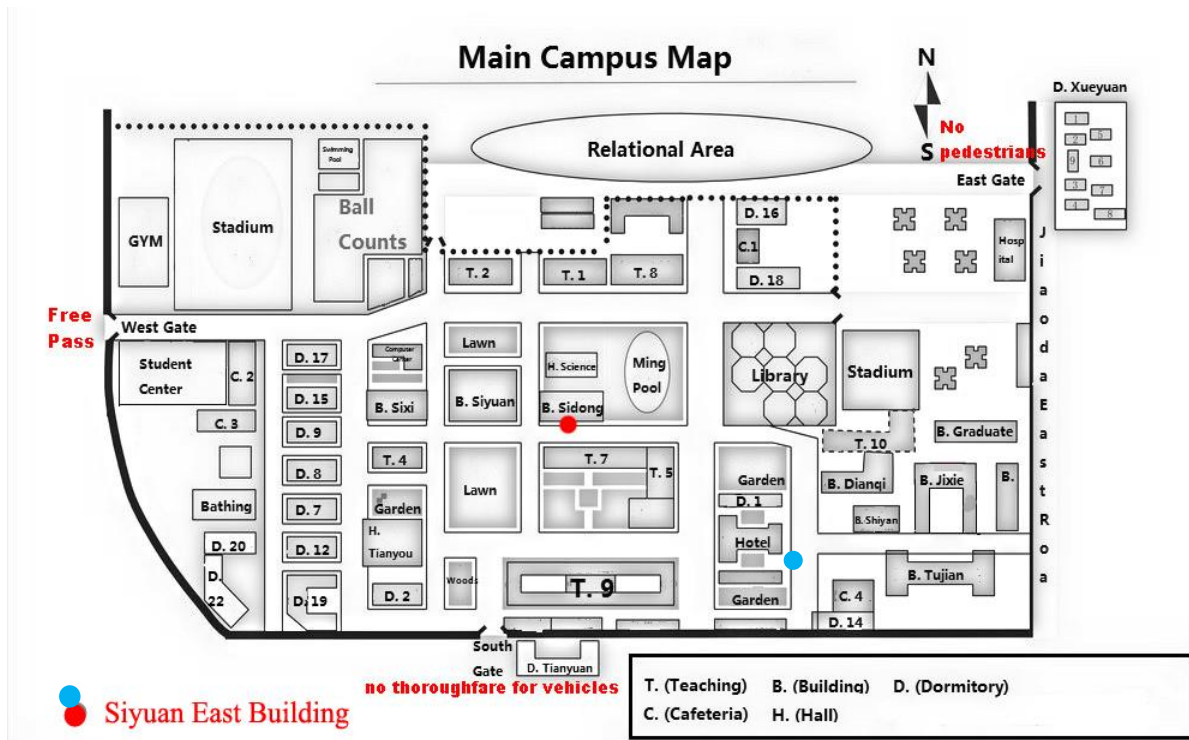 Main Campus Map
N
S
No
pedestrians
D. Xueyuan
1
5
2
9
6
3
7
4
8
Relational Area
East Gate
Swimming
Pool
Ball
Counts
Stadium
GYM
T. 2
T. 1
T. 8
D. 16
C.1
D. 18
Hosp
ital
Jiaoda East Roa
Free
Pass
West Gate
Student
Center
C. 2
C. 3
Bathing
D. 20
D.
22
D. 17
D. 15
D. 9
D. 8
D. 7
D. 12
D. 19
Computer
Center
B. Sixi
T. 4
Garden
H.
Tianyou
D. 2
Lawn
B. Siyuan
Lawn
Woods
H. Science
Ming
Pool
B. Sidong
T. 7
T. 5
T. 9
Library
Garden
D. 1
Hotel
Garden
Stadium
T. 10
B. Graduate
B. Dianqi
B. Jixie
B.
B. Shiyan
B. Tujian
C. 4
D. 14
South
Gate
D. Tianyuan
no thoroughfare for vehicles
Siyuan East Building
T. (Teaching) B. (Building) D. (Dormitory)
C. (Cafeteria) H. (Hall)